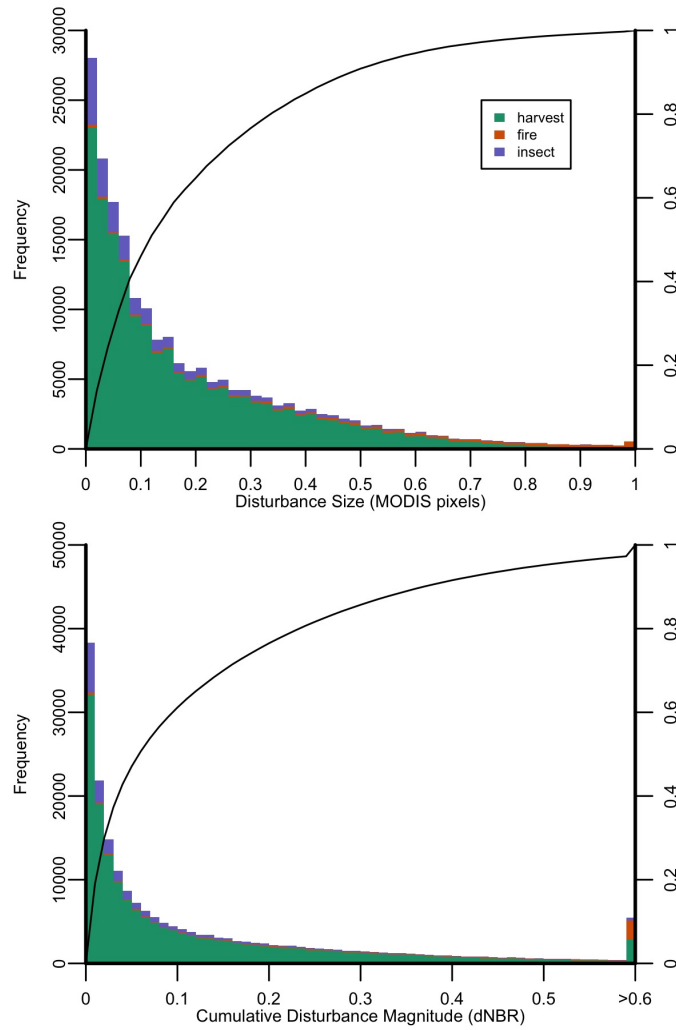 30000
25000
20000
15000
10000
5000
0
Frequency
harvest
fire
insect
1
0.8
0.6
0.4
0.2
0
0 0.1 0.2 0.3 0.4 0.5 0.6 0.7 0.8 0.9 1
Disturbance Size (MODIS pixels)
50000
40000
30000
20000
10000
0
Frequency
1
0.8
0.6
0.4
0.2
0
0 0.1 0.2 0.3 0.4 0.5 >0.6
Cumulative Disturbance Magnitude (dNBR)